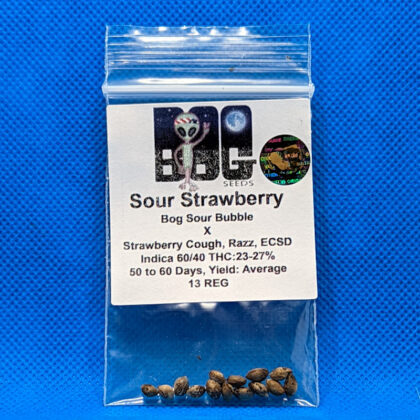 BOG
BOG
SEEDS
Sour Strawberry
Bog Sour Bubble
X
Strawberry Cough, Razz, ECSD
Indica 60/40 THC:23-27%
50 to 60 Days, Yield: Average
13 REG